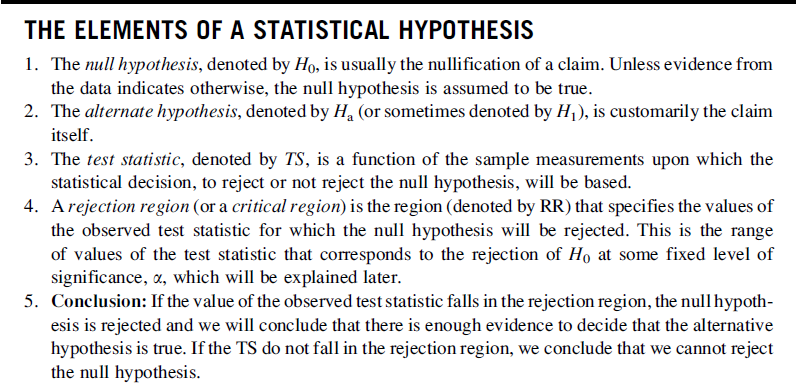 THE ELEMENTS OF A STATISTICAL HYPOTHESIS
1. The null hypothesis, denoted by H₀, is usually the nullification of a claim. Unless evidence from
the data indicates otherwise, the null hypothesis is assumed to be true.
2. The alternate hypothesis, denoted by Hₐ (or sometimes denoted by H₁), is customarily the claim
itself.
3. The test statistic, denoted by TS, is a function of the sample measurements upon which the
statistical decision, to reject or not reject the null hypothesis, will be based.
4. A rejection region (or a critical region) is the region (denoted by RR) that specifies the values of
the observed test statistic for which the null hypothesis will be rejected. This is the range
of values of the test statistic that corresponds to the rejection of H₀ at some fixed level of
significance, α, which will be explained later.
5. Conclusion: If the value of the observed test statistic falls in the rejection region, the null hypoth-
esis is rejected and we will conclude that there is enough evidence to decide that the alternative
hypothesis is true. If the TS do not fall in the rejection region, we conclude that we cannot reject
the null hypothesis.